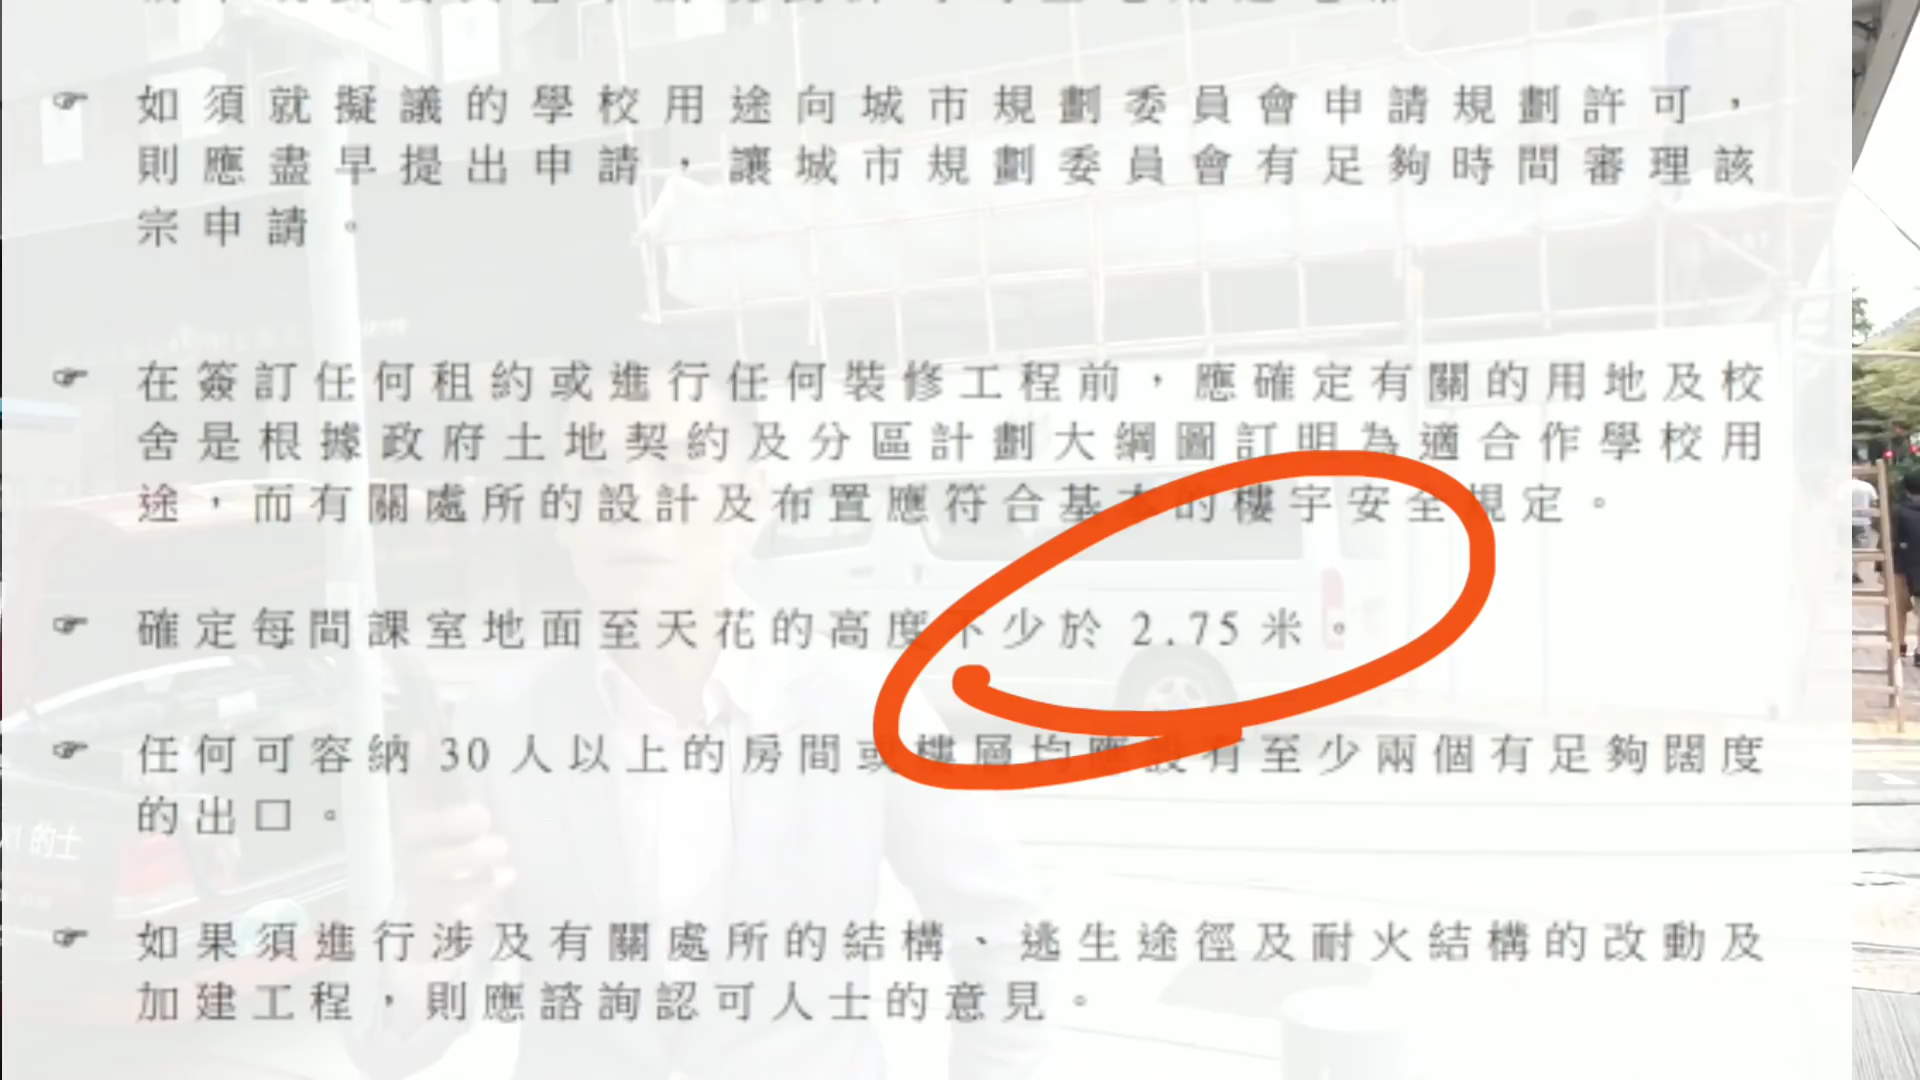 如須就擬議的學校用途向城市規劃委員會申請規劃許可，
則應盡早提出申請，讓城市規劃委員會有足夠時間審理該
宗申請。
在簽訂任何租約或進行任何裝修工程前，應確定有關的用地及校
舍是根據政府土地契約及分區計劃大綱圖訂明為適合作學校用
途，而有關處所的設計及布置應符合基本的樓宇安全規定。
確定每間課室地面至天花的高度不少於 2.75 米。
任何可容納 30 人以上的房間或樓層均應設有至少兩個有足夠闊度
的出口。
的士
如果須進行涉及有關處所的結構、逃生途徑及耐火結構的改動及
加建工程，則應諮詢認可人士的意見。